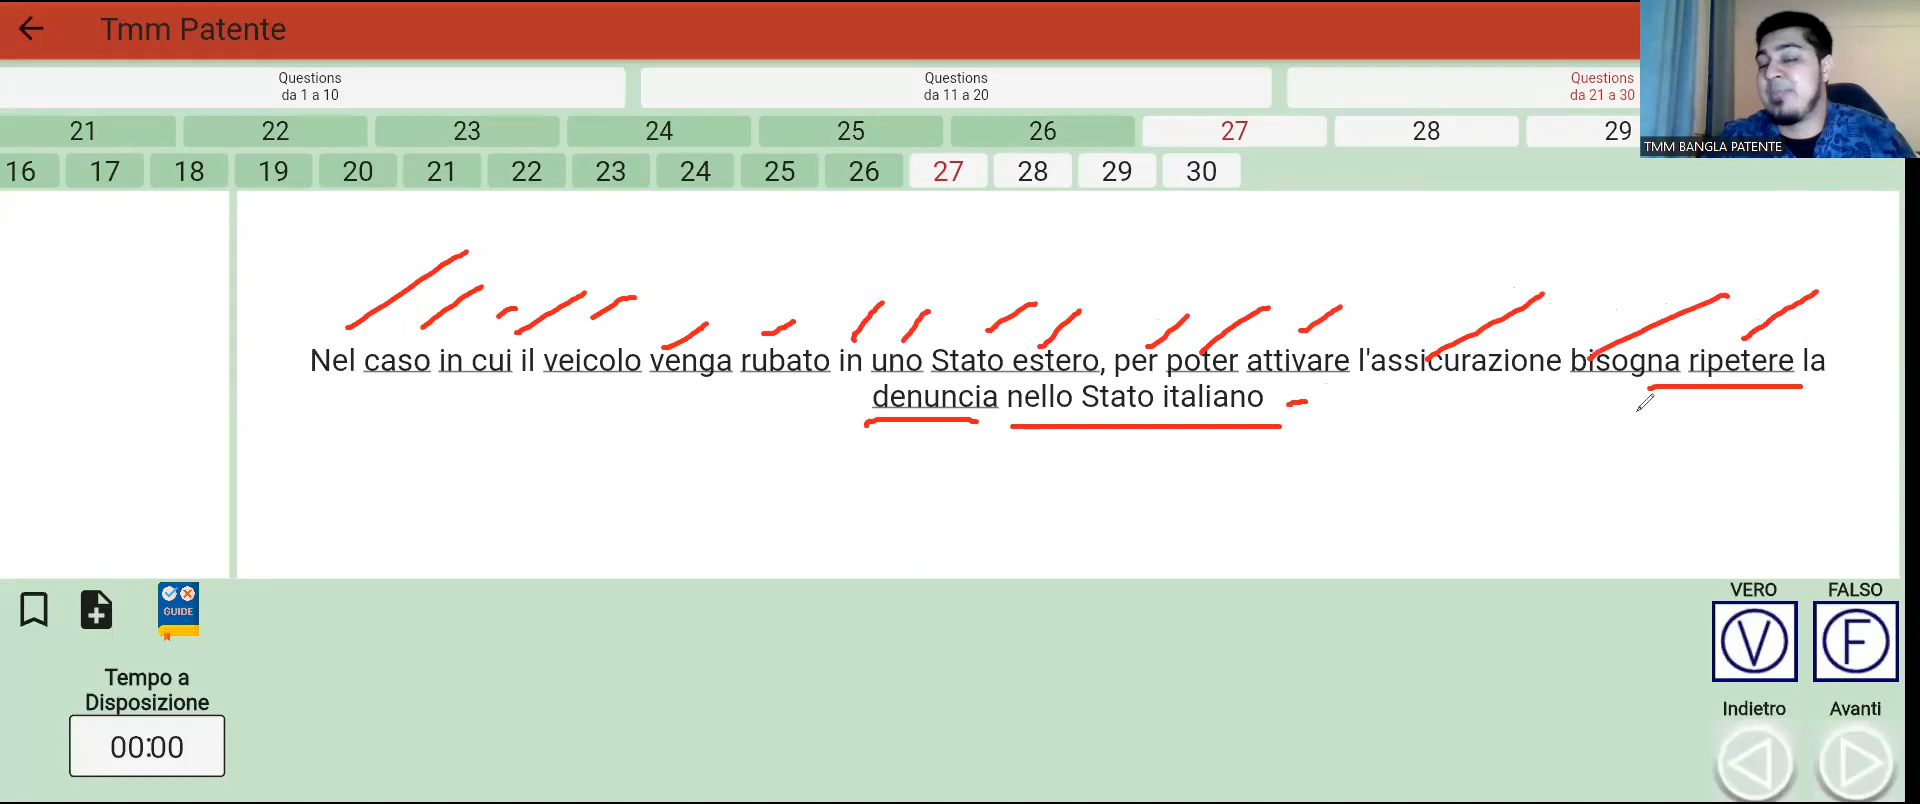 Tmm Patente
Questions
da 1 a 10
Questions
da 11 a 20
Questions
da 21 a 30
21 22 23 24 25 26 27 28 29
16 17 18 19 20 21 22 23 24 25 26 27 28 29 30
TMM BANGLA PATENTE
Nel caso in cui il veicolo venga rubato in uno Stato estero, per poter attivare l'assicurazione bisogna ripetere la
denuncia nello Stato italiano
GUIDE
Tempo a
Disposizione
00:00
VERO FALSO
V F
Indietro Avanti